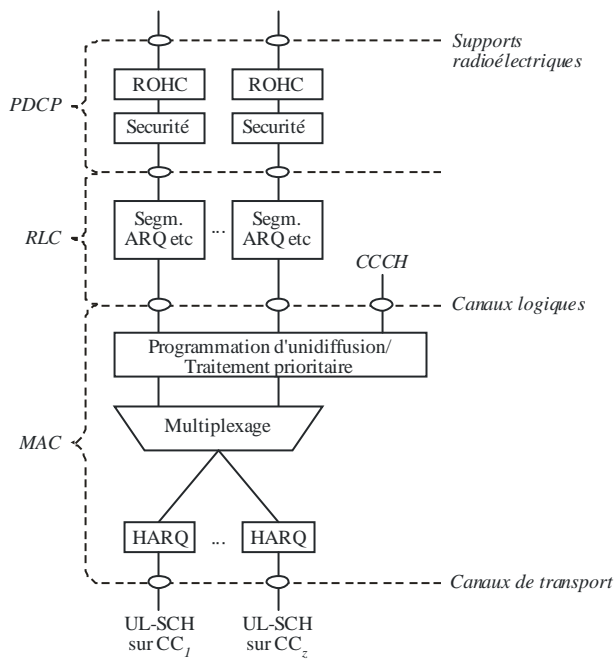 Supports
radioélectriques
PDCP
ROHC
ROHC
Securité
Securité
RLC
Segm.
ARQ etc
...
Segm.
ARQ etc
CCCH
Canaux logiques
Programmation d'unidiffusion/
Traitement prioritaire
MAC
Multiplexage
HARQ
...
HARQ
Canaux de transport
UL-SCH
sur CC1
UL-SCH
sur CCz